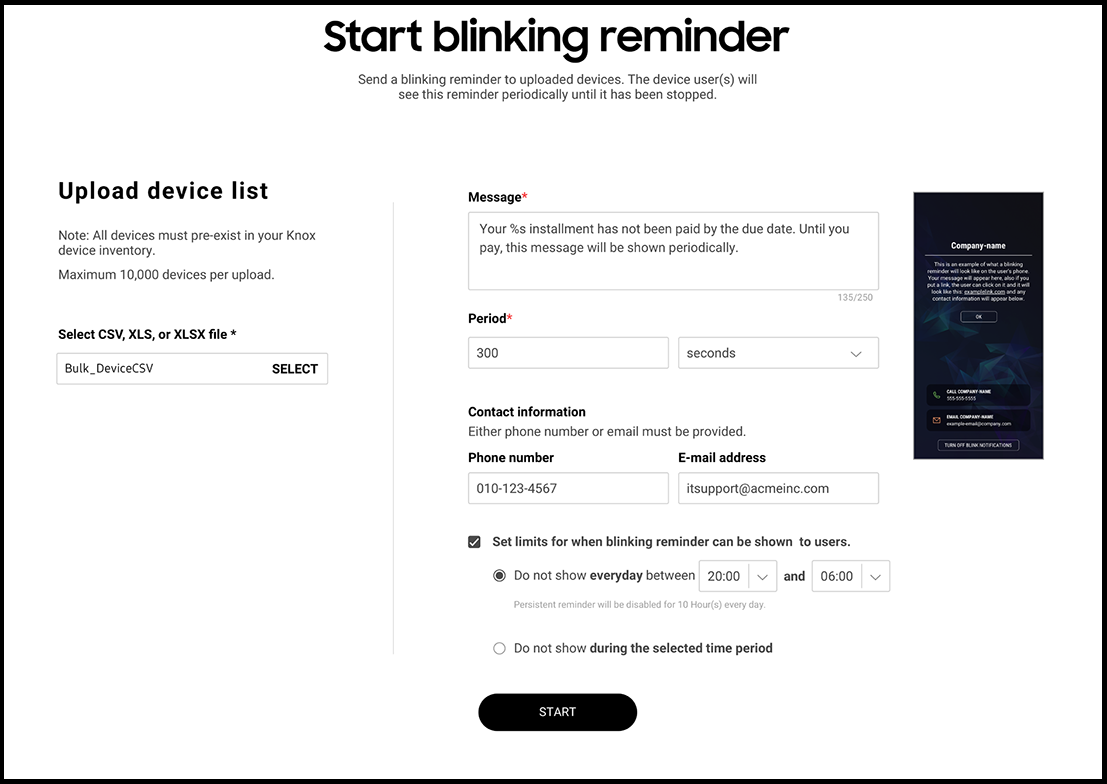 Start blinking reminder
Send a blinking reminder to uploaded devices. The device user(s) will
see this reminder periodically until it has been stopped.
Upload device list
Note: All devices must pre-exist in your Knox
device inventory.
Maximum 10,000 devices per upload.
Select CSV, XLS, or XLSX file *
Bulk_DeviceCSV SELECT
Message*
Your %s installment has not been paid by the due date. Until you
pay, this message will be shown periodically.
135/250
Period*
300 seconds
Contact information
Either phone number or email must be provided.
Phone number E-mail address
010-123-4567 itsupport@acmeinc.com
Set limits for when blinking reminder can be shown to users.
Do not show everyday between 20:00 and 06:00
Persistent reminder will be disabled for 10 Hour(s) every day.
Do not show during the selected time period
START
Company-name
This is an example of what a blinking
reminder will look like on the user's phone.
Your message will appear here, also if you
put a link, the user can click on it and it will
look like this: examplelink.com and any
contact information will appear below.
OK
CALL COMPANY-NAME
555-555-5555
EMAIL COMPANY-NAME
example-email@company.com
TURN OFF BLINK NOTIFICATIONS